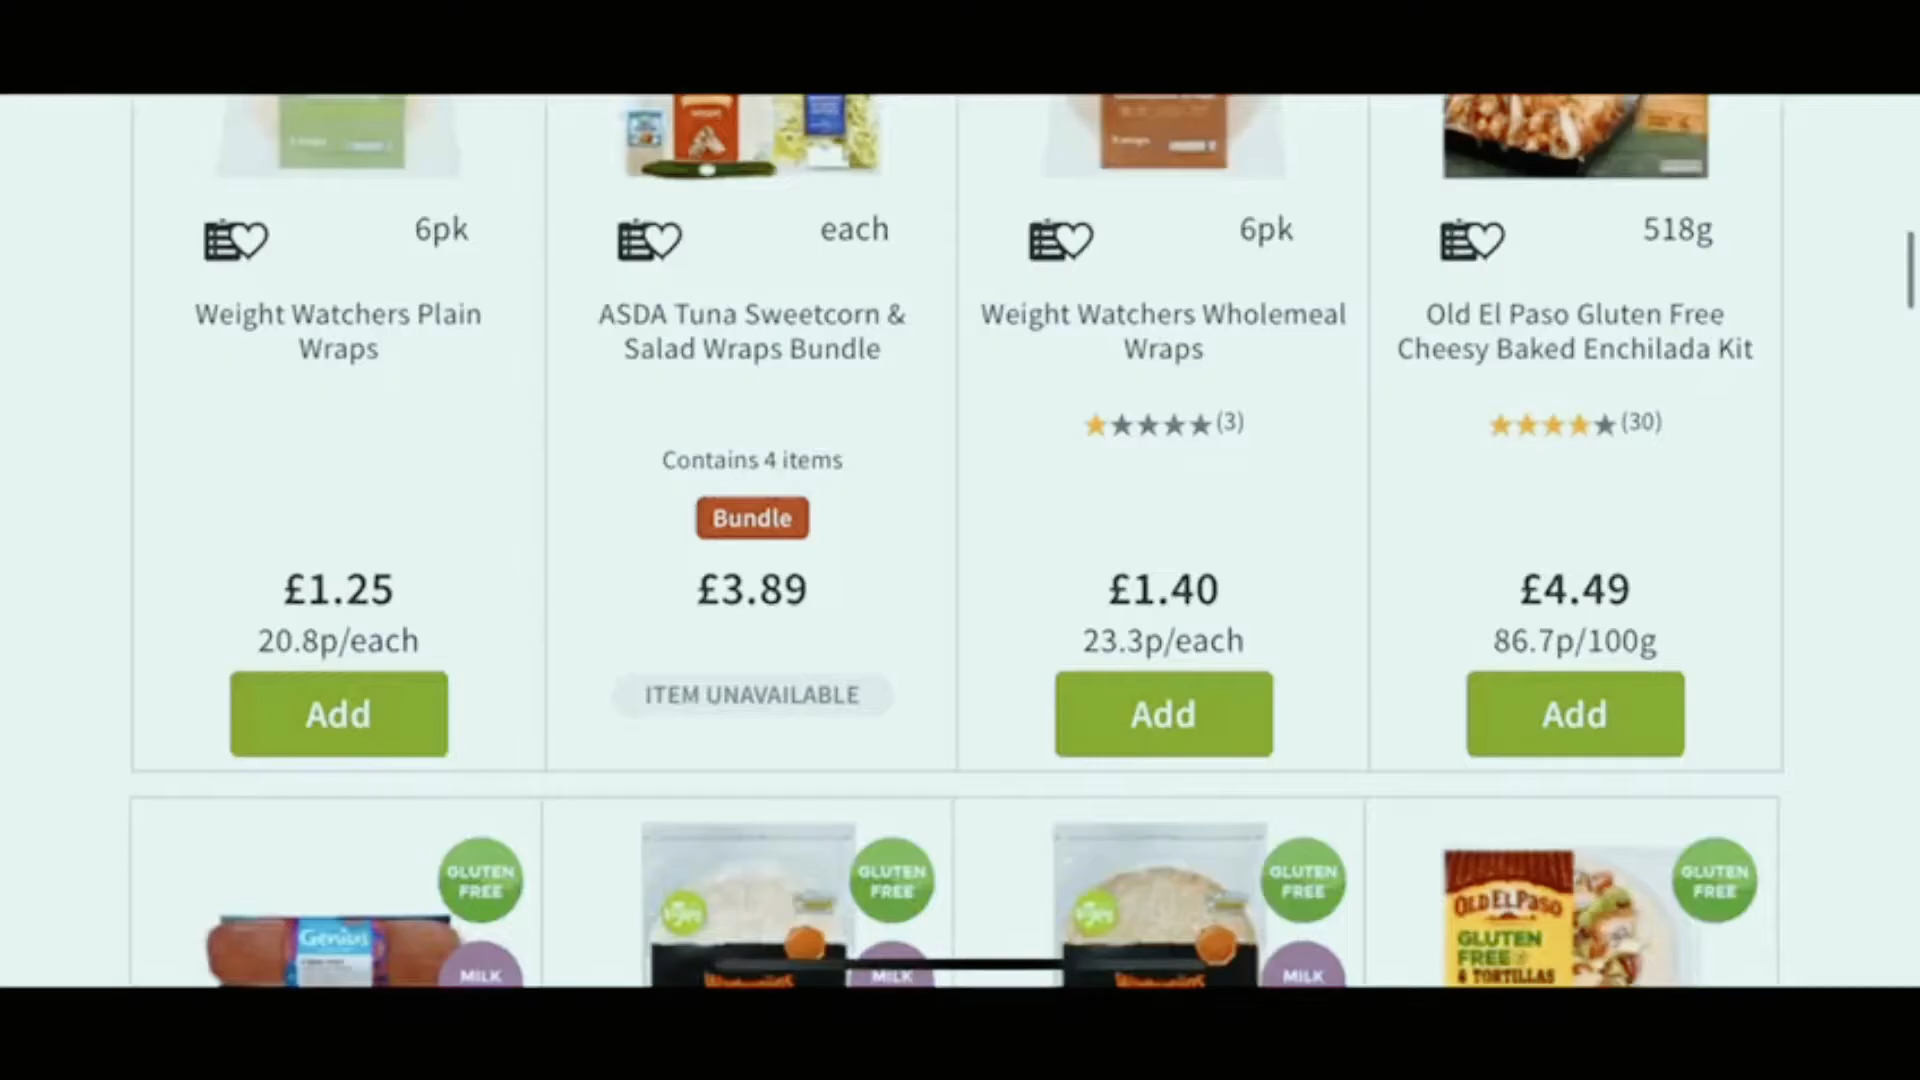 6pk
each
6pk
518g
Weight Watchers Plain
Wraps
ASDA Tuna Sweetcorn &
Salad Wraps Bundle
Weight Watchers Wholemeal
Wraps
Old El Paso Gluten Free
Cheesy Baked Enchilada Kit
(3)
(30)
Contains 4 items
Bundle
£1.25
£3.89
£1.40
£4.49
20.8p/each
23.3p/each
86.7p/100g
ITEM UNAVAILABLE
Add
Add
Add
GLUTEN
FREE
GLUTEN
FREE
GLUTEN
FREE
GLUTEN
FREE
OLD EL PASO
Genius
GLUTEN
FREE
6 TORTILLAS
MILK
MILK
MILK